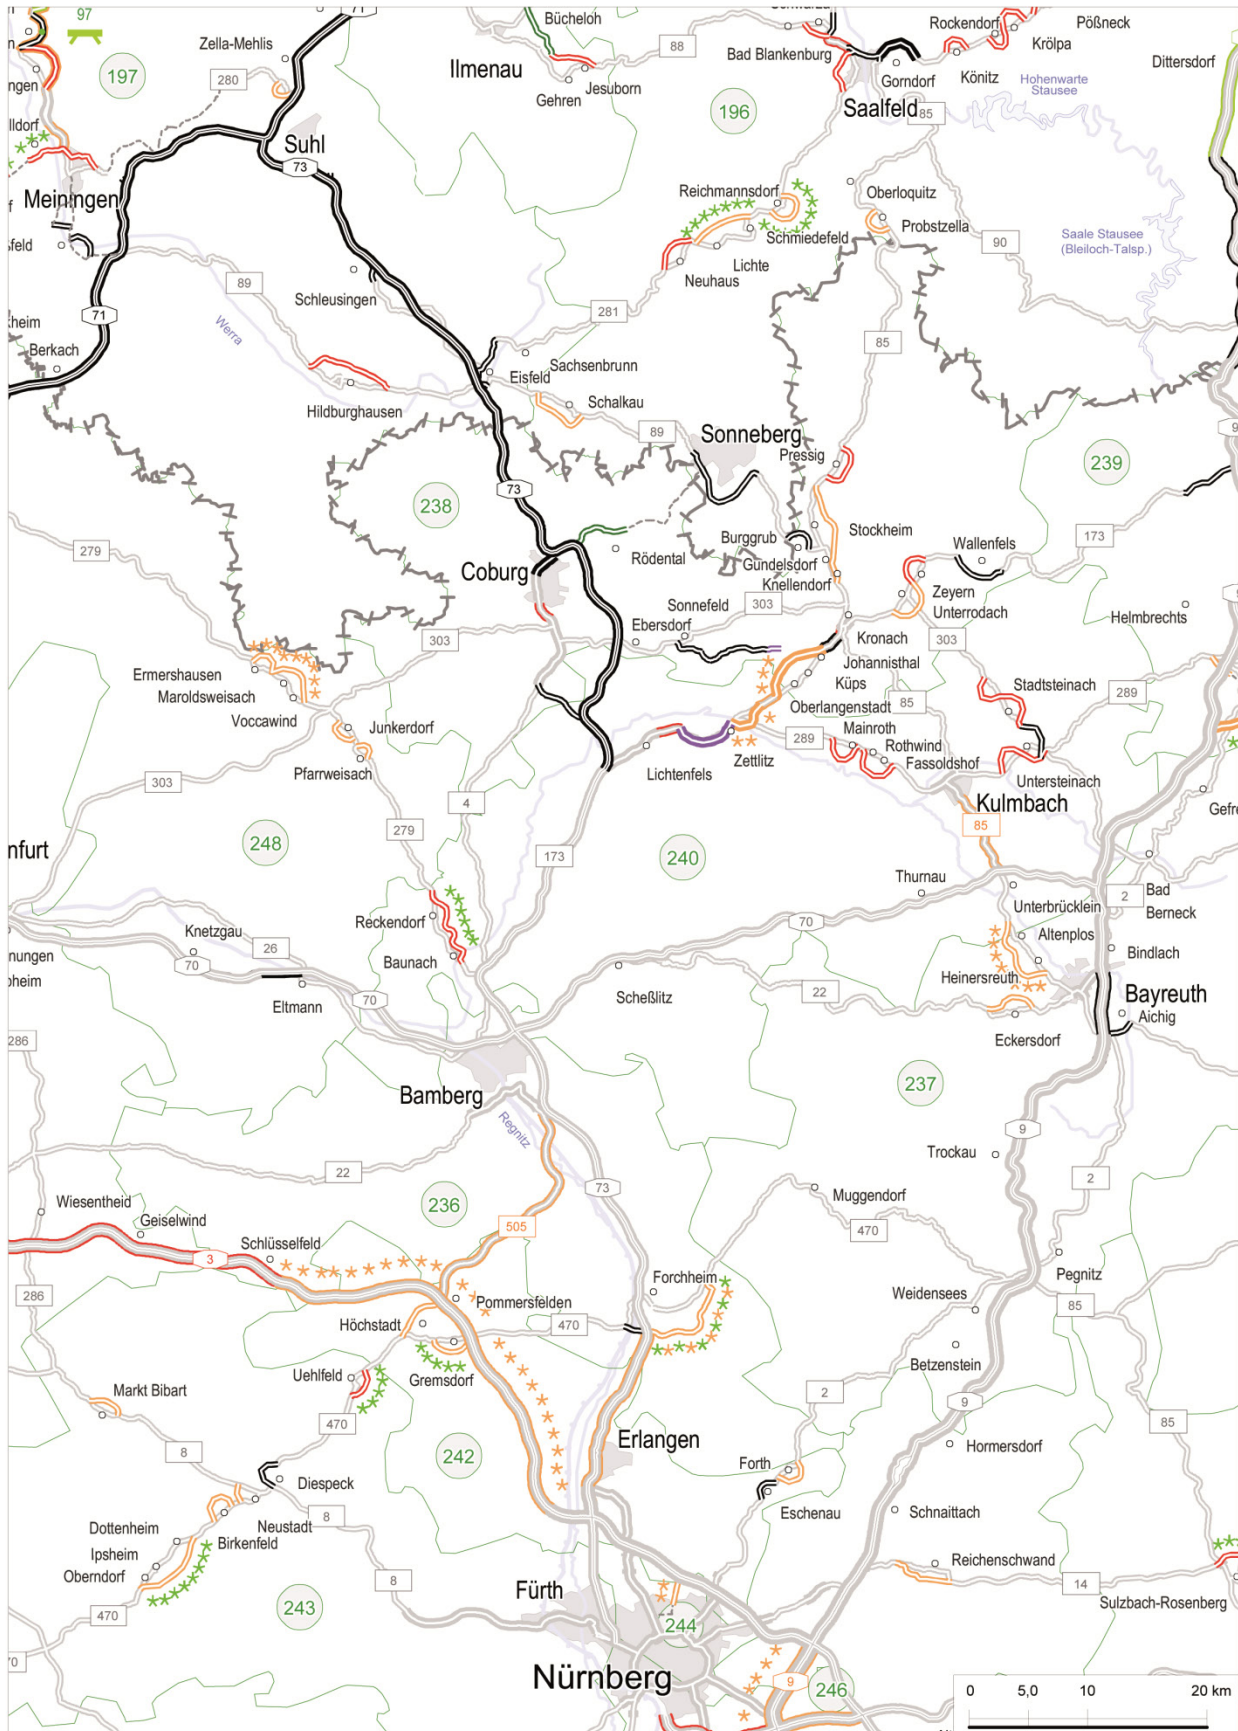 97
71
Bücheloh
Rockendorf
Pößneck
Krölpa
Zella-Mehlis
88
Bad Blankenburg
Dittersdorf
Ilmenau
Könitz
Gorndorf
197
280
Jesuborn
Gehren
Hohenwarte
Stausee
ngen
196
Saalfeld
85
lldorf
Suhl
73
Oberloquitz
Meiningen
Reichmannsdorf
Probstzella
Saale Stausee
(Bleiloch-Talsp.)
sfeld
Schmiedefeld
90
Lichte
89
Schleusingen
Neuhaus
71
281
Werra
kheim
85
Berkach
Sachsenbrunn
Eisfeld
Hildburghausen
Schalkau
89
Sonneberg
Pressig
239
73
238
Stockheim
Burggrub
Wallenfels
173
279
Rödental
Gundelsdorf
Coburg
Knellendorf
Zeyern
Sonnefeld
303
Unterrodach
Helmbrechts
303
Ebersdorf
Kronach
303
Johannisthal
Ermershausen
Küps
Stadtsteinach
289
Maroldsweisach
Oberlangenstadt
85
Voccawind
Junkerdorf
289
Mainroth
Rothwind
Lichtenfels
Zettlitz
Fassoldshof
Pfarrweisach
Untersteinach
303
4
Kulmbach
Gefre
85
279
248
240
173
nfurt
Thurnau
2
Bad
Unterbrücklein
Berneck
Reckendorf
70
Altenplos
Knetzgau
26
Bindlach
nungen
Baunach
70
Heinersreuth
oheim
22
Scheßlitz
Bayreuth
70
Eltmann
Aichig
286
Eckersdorf
237
Bamberg
Regnitz
9
Trockau
22
2
73
Muggendorf
Wiesentheid
236
Geiselwind
505
470
Schlüsselfeld
3
Pegnitz
Forchheim
286
Weidensees
Pommersfelden
85
Höchstadt
470
Betzenstein
Uehlfeld
Gremsdorf
Markt Bibart
2
9
85
470
Erlangen
8
242
Hormersdorf
Forth
Diespeck
Eschenau
Neustadt
8
Schnaittach
Dottenheim
Birkenfeld
Ipsheim
Reichenschwand
Oberndorf
8
14
Fürth
470
243
Sulzbach-Rosenberg
244
Nürnberg
9
246
0
5,0
10
20 km